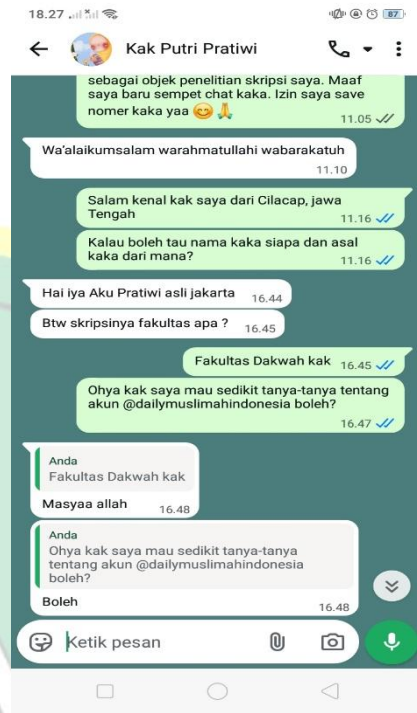 18.27
87
Kak Putri Pratiwi
sebagai objek penelitian skripsi saya. Maaf
saya baru sempet chat kaka. Izin saya save
nomer kaka yaa
11.05
Wa'alaikumsalam warahmatullahi wabarakatuh
11.10
Salam kenal kak saya dari Cilacap, jawa
Tengah
11.16
Kalau boleh tau nama kaka siapa dan asal
kaka dari mana?
11.16
Hai iya Aku Pratiwi asli jakarta 16.44
Btw skripsinya fakultas apa ? 16.45
Fakultas Dakwah kak 16.45
Ohya kak saya mau sedikit tanya-tanya tentang
akun @dailymuslimahindonesia boleh?
16.47
Anda
Fakultas Dakwah kak
Masyaa allah 16.48
Anda
Ohya kak saya mau sedikit tanya-tanya
tentang akun @dailymuslimahindonesia
boleh?
Boleh 16.48
Ketik pesan